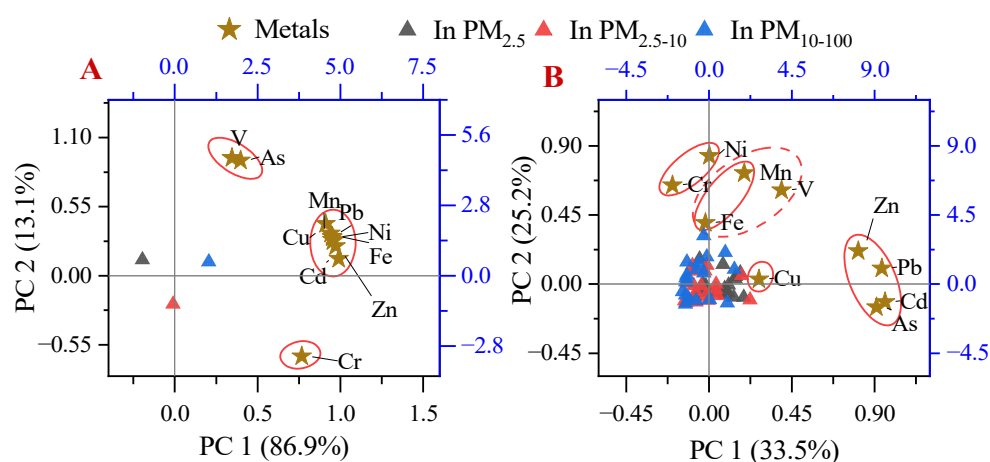 Metals In PM2.5 In PM2.5-10 In PM10-100
A
0.0 2.5 5.0 7.5
PC 2 (13.1%)
1.10
0.55
0.00
−0.55
V
As
Mn
Pb
Cu
Ni
Fe
Cd
Zn
Cr
5.6
2.8
0.0
−2.8
0.0 0.5 1.0 1.5
PC 1 (86.9%)
B
−4.5 0.0 4.5 9.0
PC 2 (25.2%)
0.90
0.45
0.00
−0.45
Ni
Mn
Cr
V
Fe
Zn
Pb
Cu
Cd
As
9.0
4.5
0.0
−4.5
−0.45 0.00 0.45 0.90
PC 1 (33.5%)